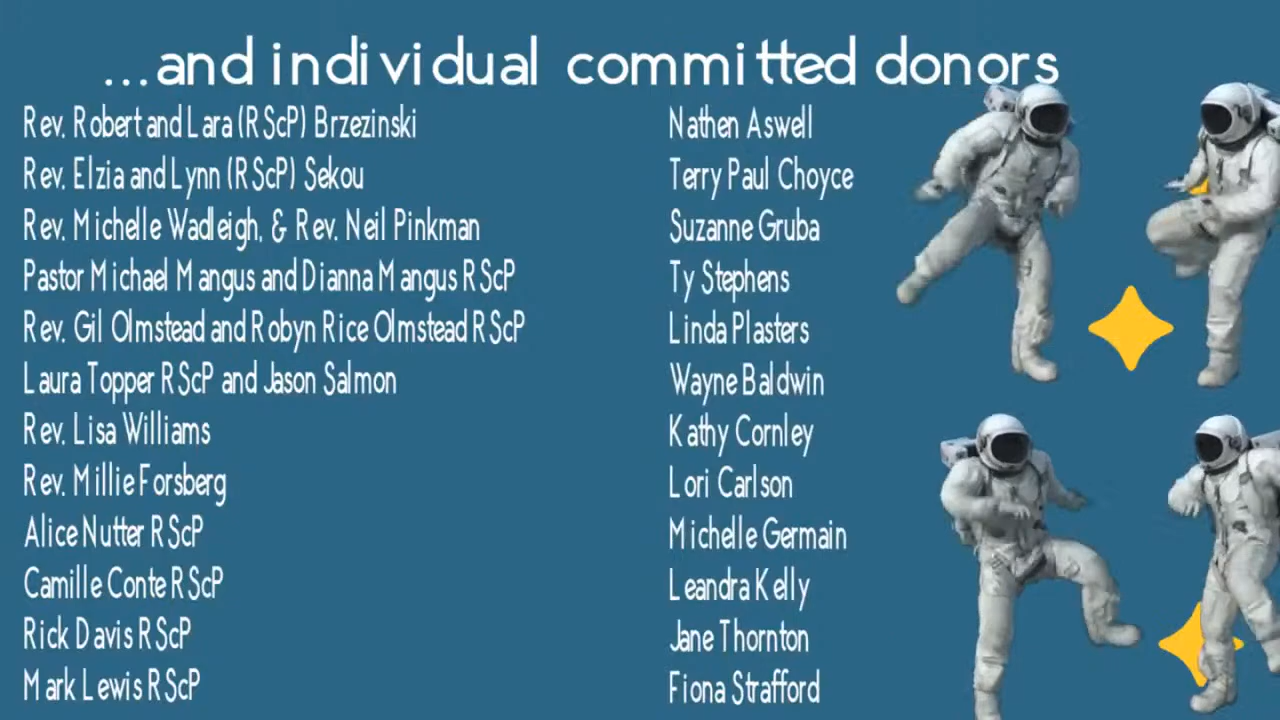 ...and individual committed donors
Rev. Robert and Lara (RScP) Brzezinski
Rev. Elzia and Lynn (RScP) Sekou
Rev. Michelle Wadleigh, & Rev. Neil Pinkman
Pastor Michael Mangus and Dianna Mangus RScP
Rev. Gil Olmstead and Robyn Rice Olmstead RScP
Laura Topper RScP and Jason Salmon
Rev. Lisa Williams
Rev. Millie Forsberg
Alice Nutter RScP
Camille Conte RScP
Rick Davis RScP
Mark Lewis RScP
Nathen Aswell
Terry Paul Choyce
Suzanne Gruba
Ty Stephens
Linda Plasters
Wayne Baldwin
Kathy Cornley
Lori Carlson
Michelle Germain
Leandra Kelly
Jane Thornton
Fiona Strafford